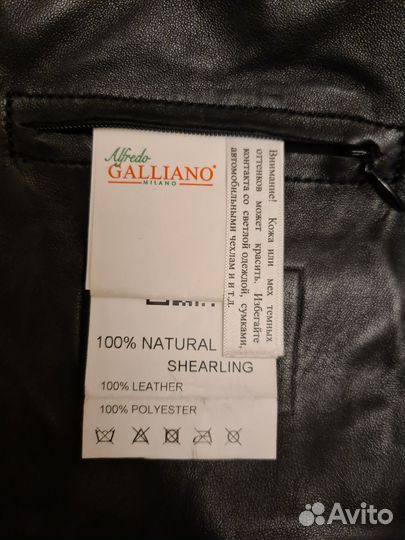 Alfredo
GALLIANO
MILANO
Внимание! Кожа или мех темных
оттенков может красить. Избегайте
контакта со светлой одеждой, сумками,
автомобильными чехлам и и т.п.
100% NATURAL
SHEARLING
100% LEATHER
100% POLYESTER
Avito